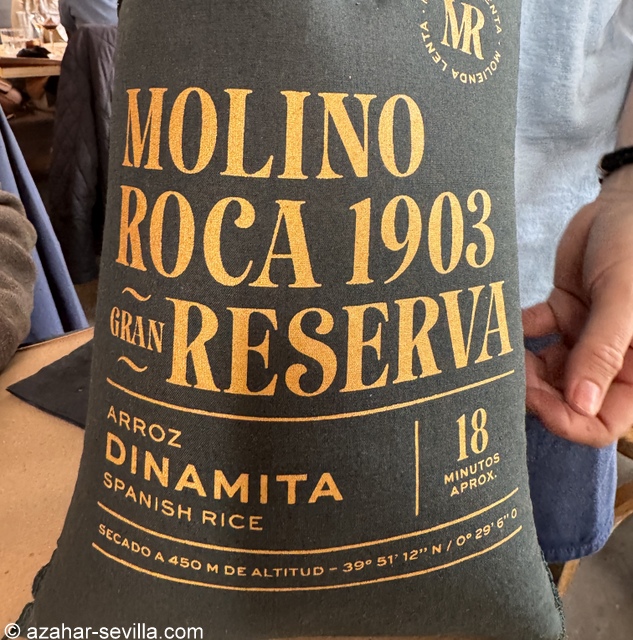 MR
MOLIENDA LENTA
MOLINO
ROCA 1903
~ GRAN ~ RESERVA
ARROZ
DINAMITA
SPANISH RICE
18
MINUTOS
APROX.
SECADO A 450 M DE ALTITUD – 39º 51' 12'' N / 0º 29' 6'' O
© azahar-sevilla.com